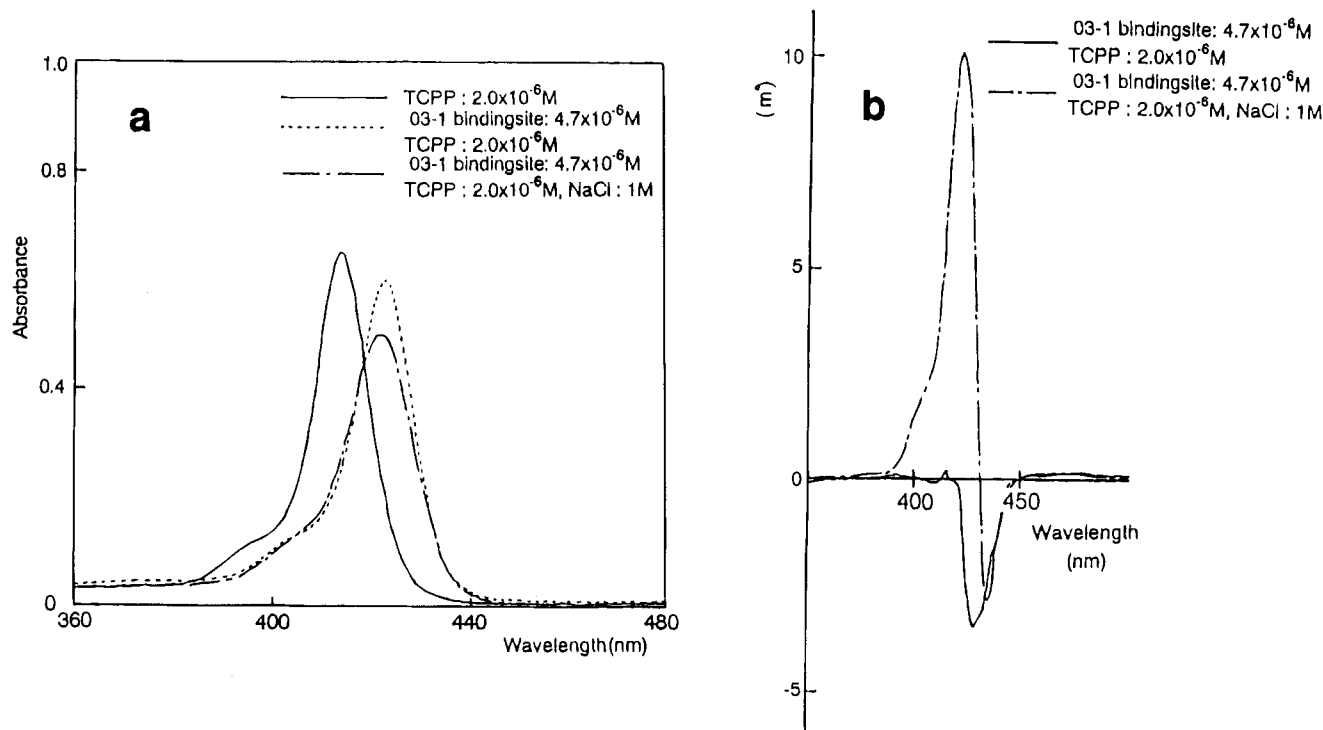 a
1.0
0.8
0.4
0
Absorbance
TCPP : 2.0x10⁻⁶M
03-1 bindingsite: 4.7x10⁻⁶M
TCPP : 2.0x10⁻⁶M
03-1 bindingsite: 4.7x10⁻⁶M
TCPP : 2.0x10⁻⁶M, NaCl : 1M
360
400
440
480
Wavelength(nm)
b
(m°)
10
5
0
-5
03-1 bindingsite: 4.7x10⁻⁶M
TCPP : 2.0x10⁻⁶M
03-1 bindingsite: 4.7x10⁻⁶M
TCPP : 2.0x10⁻⁶M, NaCl : 1M
400
450
Wavelength
(nm)